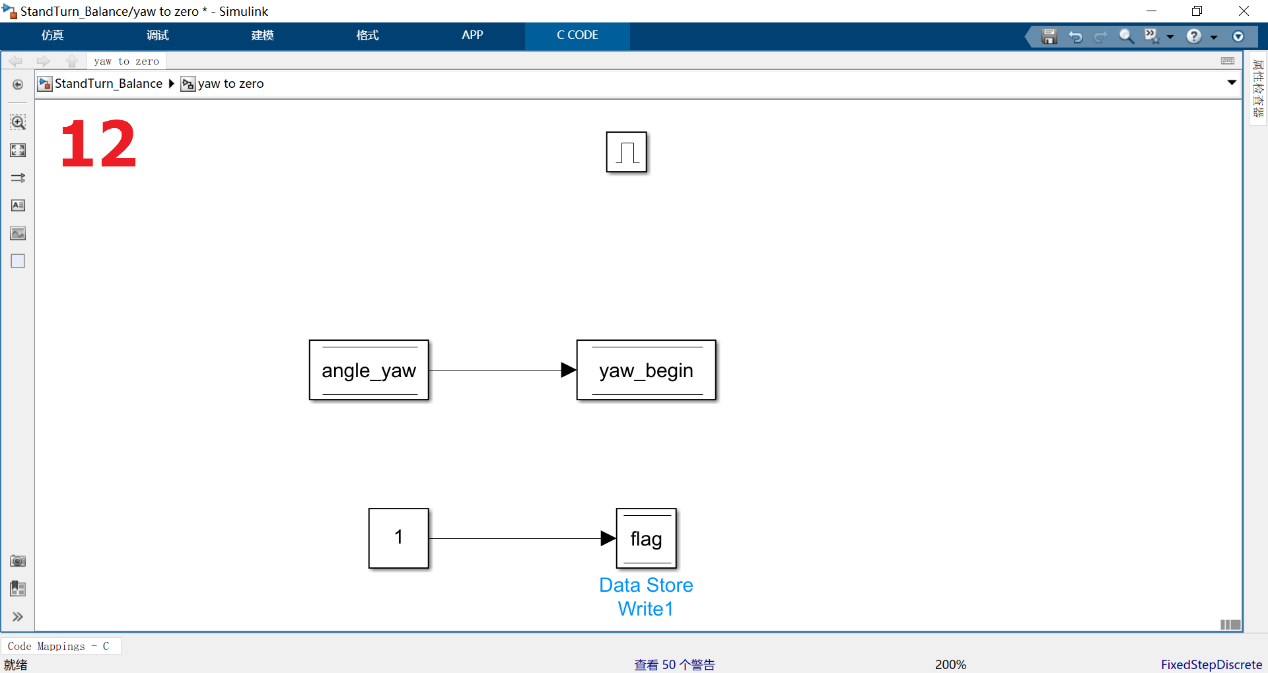 StandTurn_Balance/yaw to zero * - Simulink
仿真
调试
建模
格式
APP
C CODE
yaw to zero
StandTurn_Balance
yaw to zero
属性检查器
12
angle_yaw
yaw_begin
1
flag
Data Store
Write1
Code Mappings - C
就绪
查看 50 个警告
200%
FixedStepDiscrete